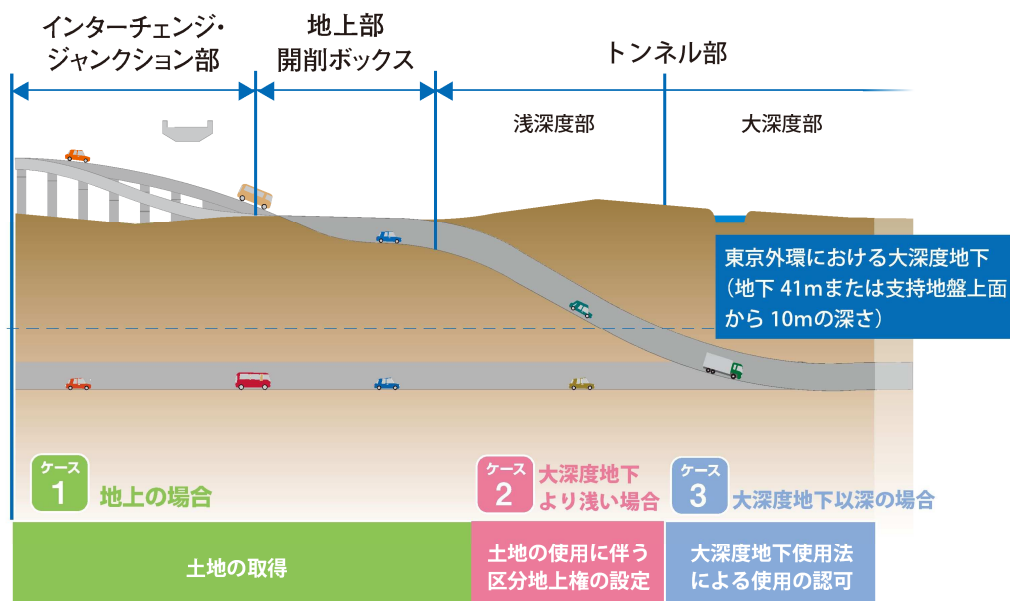 インターチェンジ・
ジャンクション部
地上部
開削ボックス
トンネル部
浅深度部
大深度部
東京外環における大深度地下
（地下 41mまたは支持地盤上面
から 10mの深さ）
ケース
1
地上の場合
ケース
2
大深度地下
より浅い場合
ケース
3
大深度地下以深の場合
土地の取得
土地の使用に伴う
区分地上権の設定
大深度地下使用法
による使用の認可